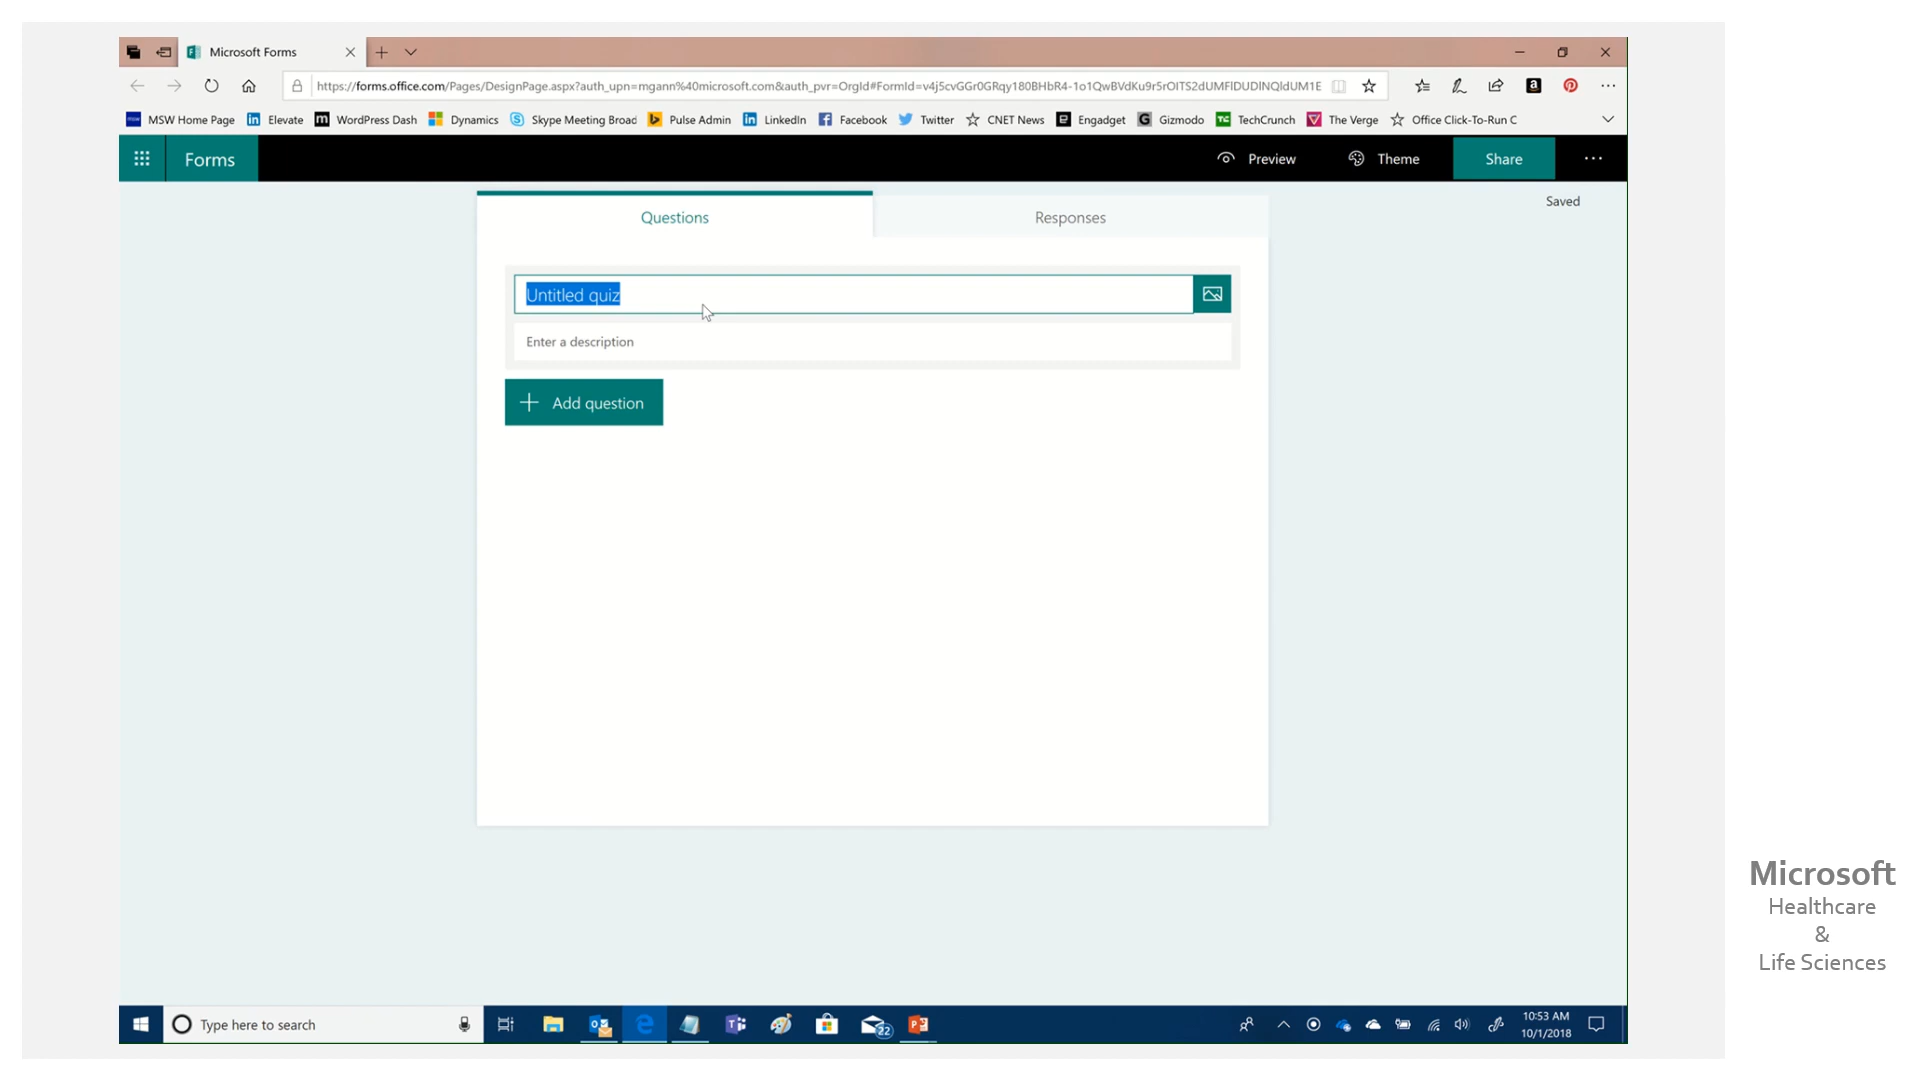 Microsoft Forms
https://forms.office.com/Pages/DesignPage.aspx?auth_upn=mgann%40microsoft.com&auth_pvr=OrgId#FormId=v4j5cvGGr0GRqy180BHbR4-1o1QwBVdKu9r5rOITS2dUMFlDUDlNQldUM1E
MSW Home Page Elevate WordPress Dash Dynamics Skype Meeting Broad Pulse Admin LinkedIn Facebook Twitter CNET News Engadget Gizmodo TechCrunch The Verge Office Click-To-Run C
Forms Preview Theme Share
Saved
Questions Responses
Untitled quiz
Enter a description
Add question
Microsoft
Healthcare
&
Life Sciences
Type here to search
22
10:53 AM
10/1/2018